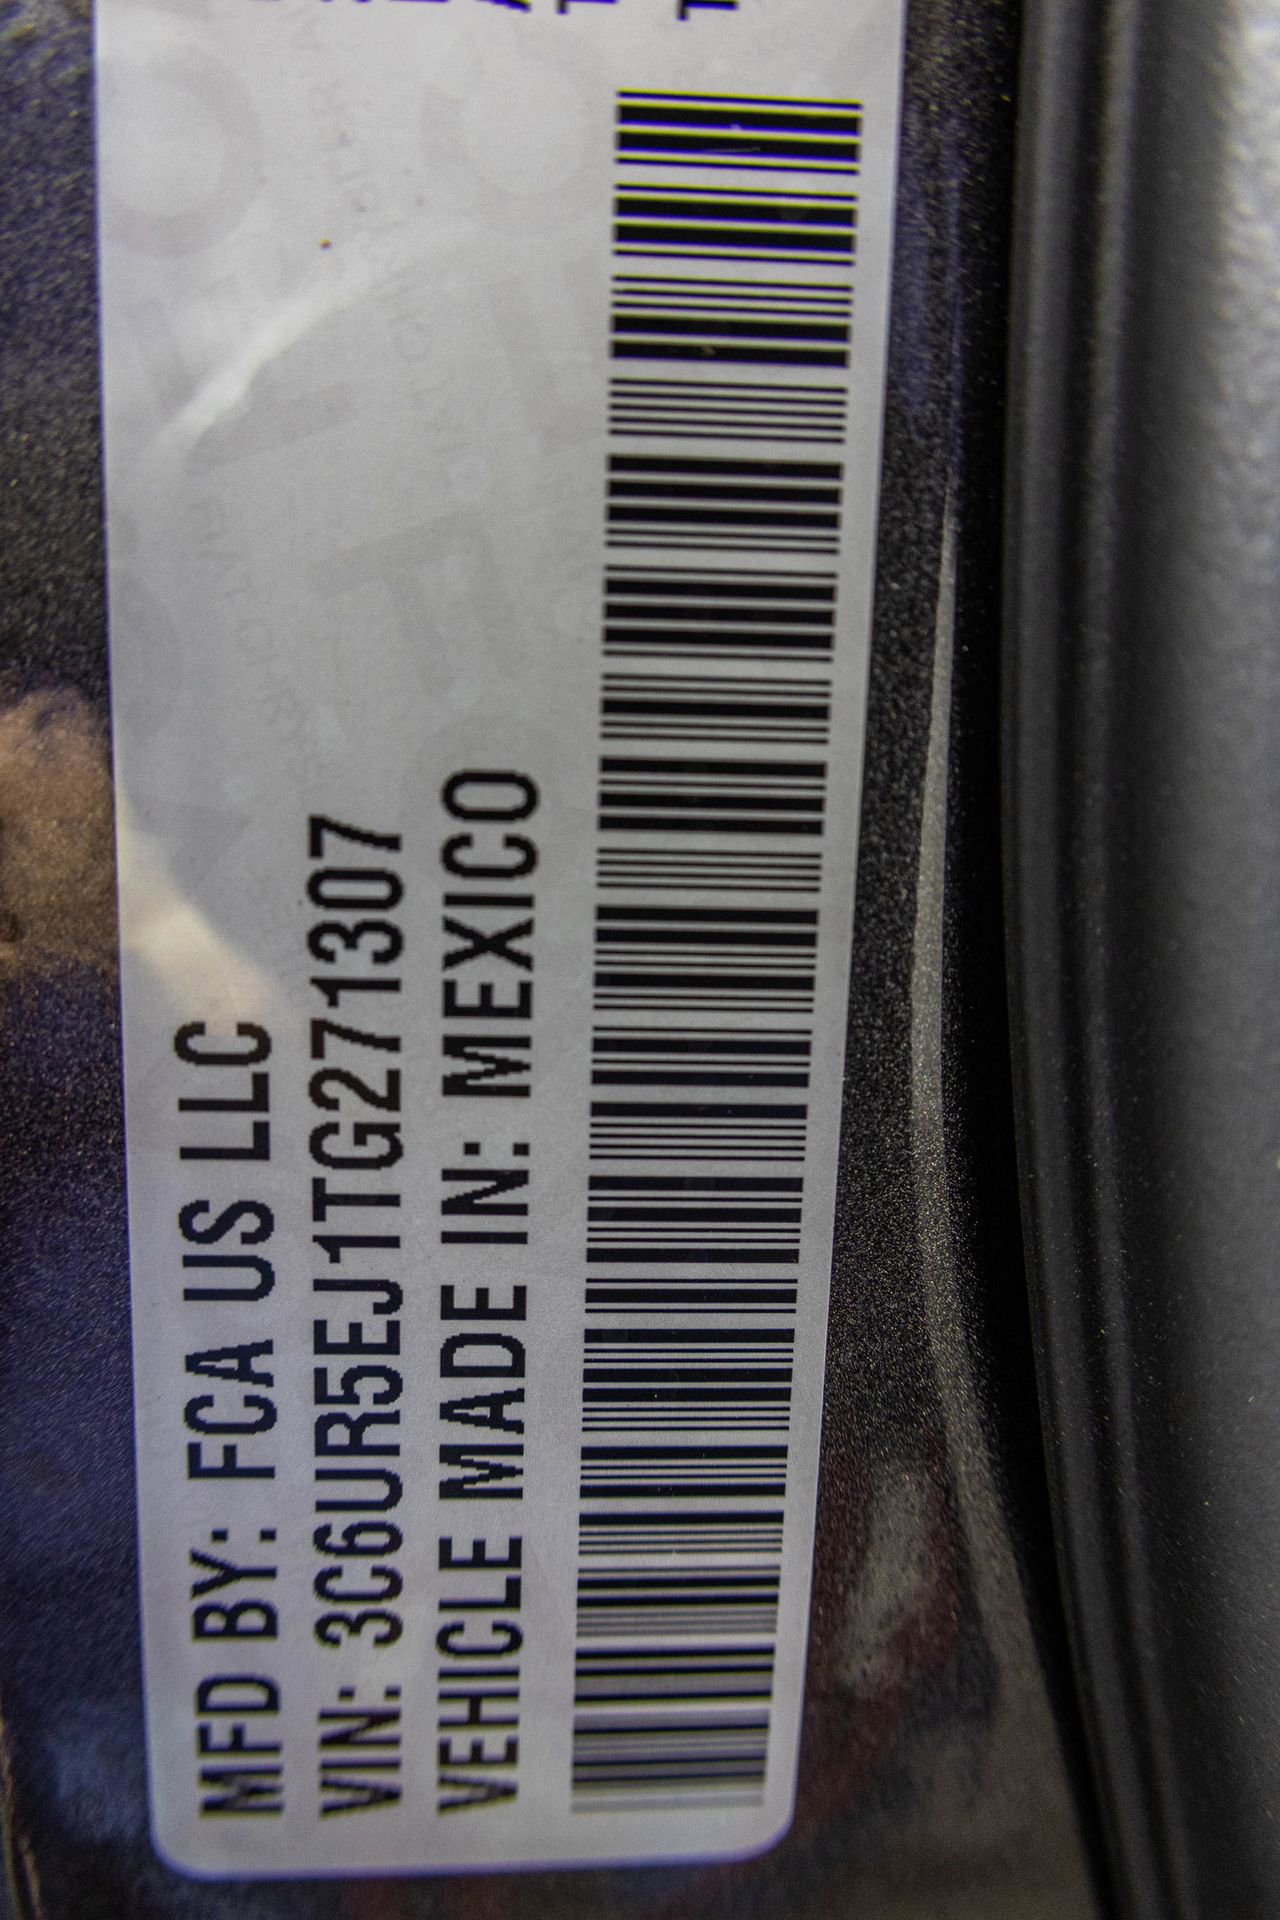 MFD BY: FCA US LLC
VIN: 3C6UR5EJ1TG271307
VEHICLE MADE IN: MEXICO